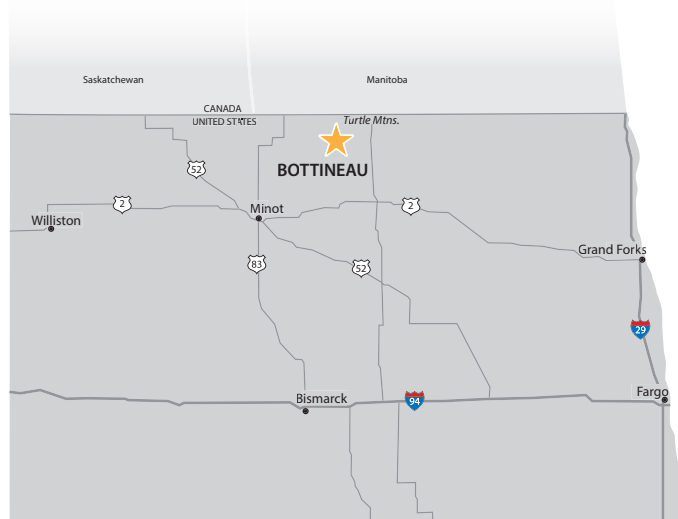 Saskatchewan
Manitoba
CANADA
UNITED STATES
Turtle Mtns.
BOTTINEAU
52
2
2
Minot
Williston
Grand Forks
83
52
29
Bismarck
94
Fargo